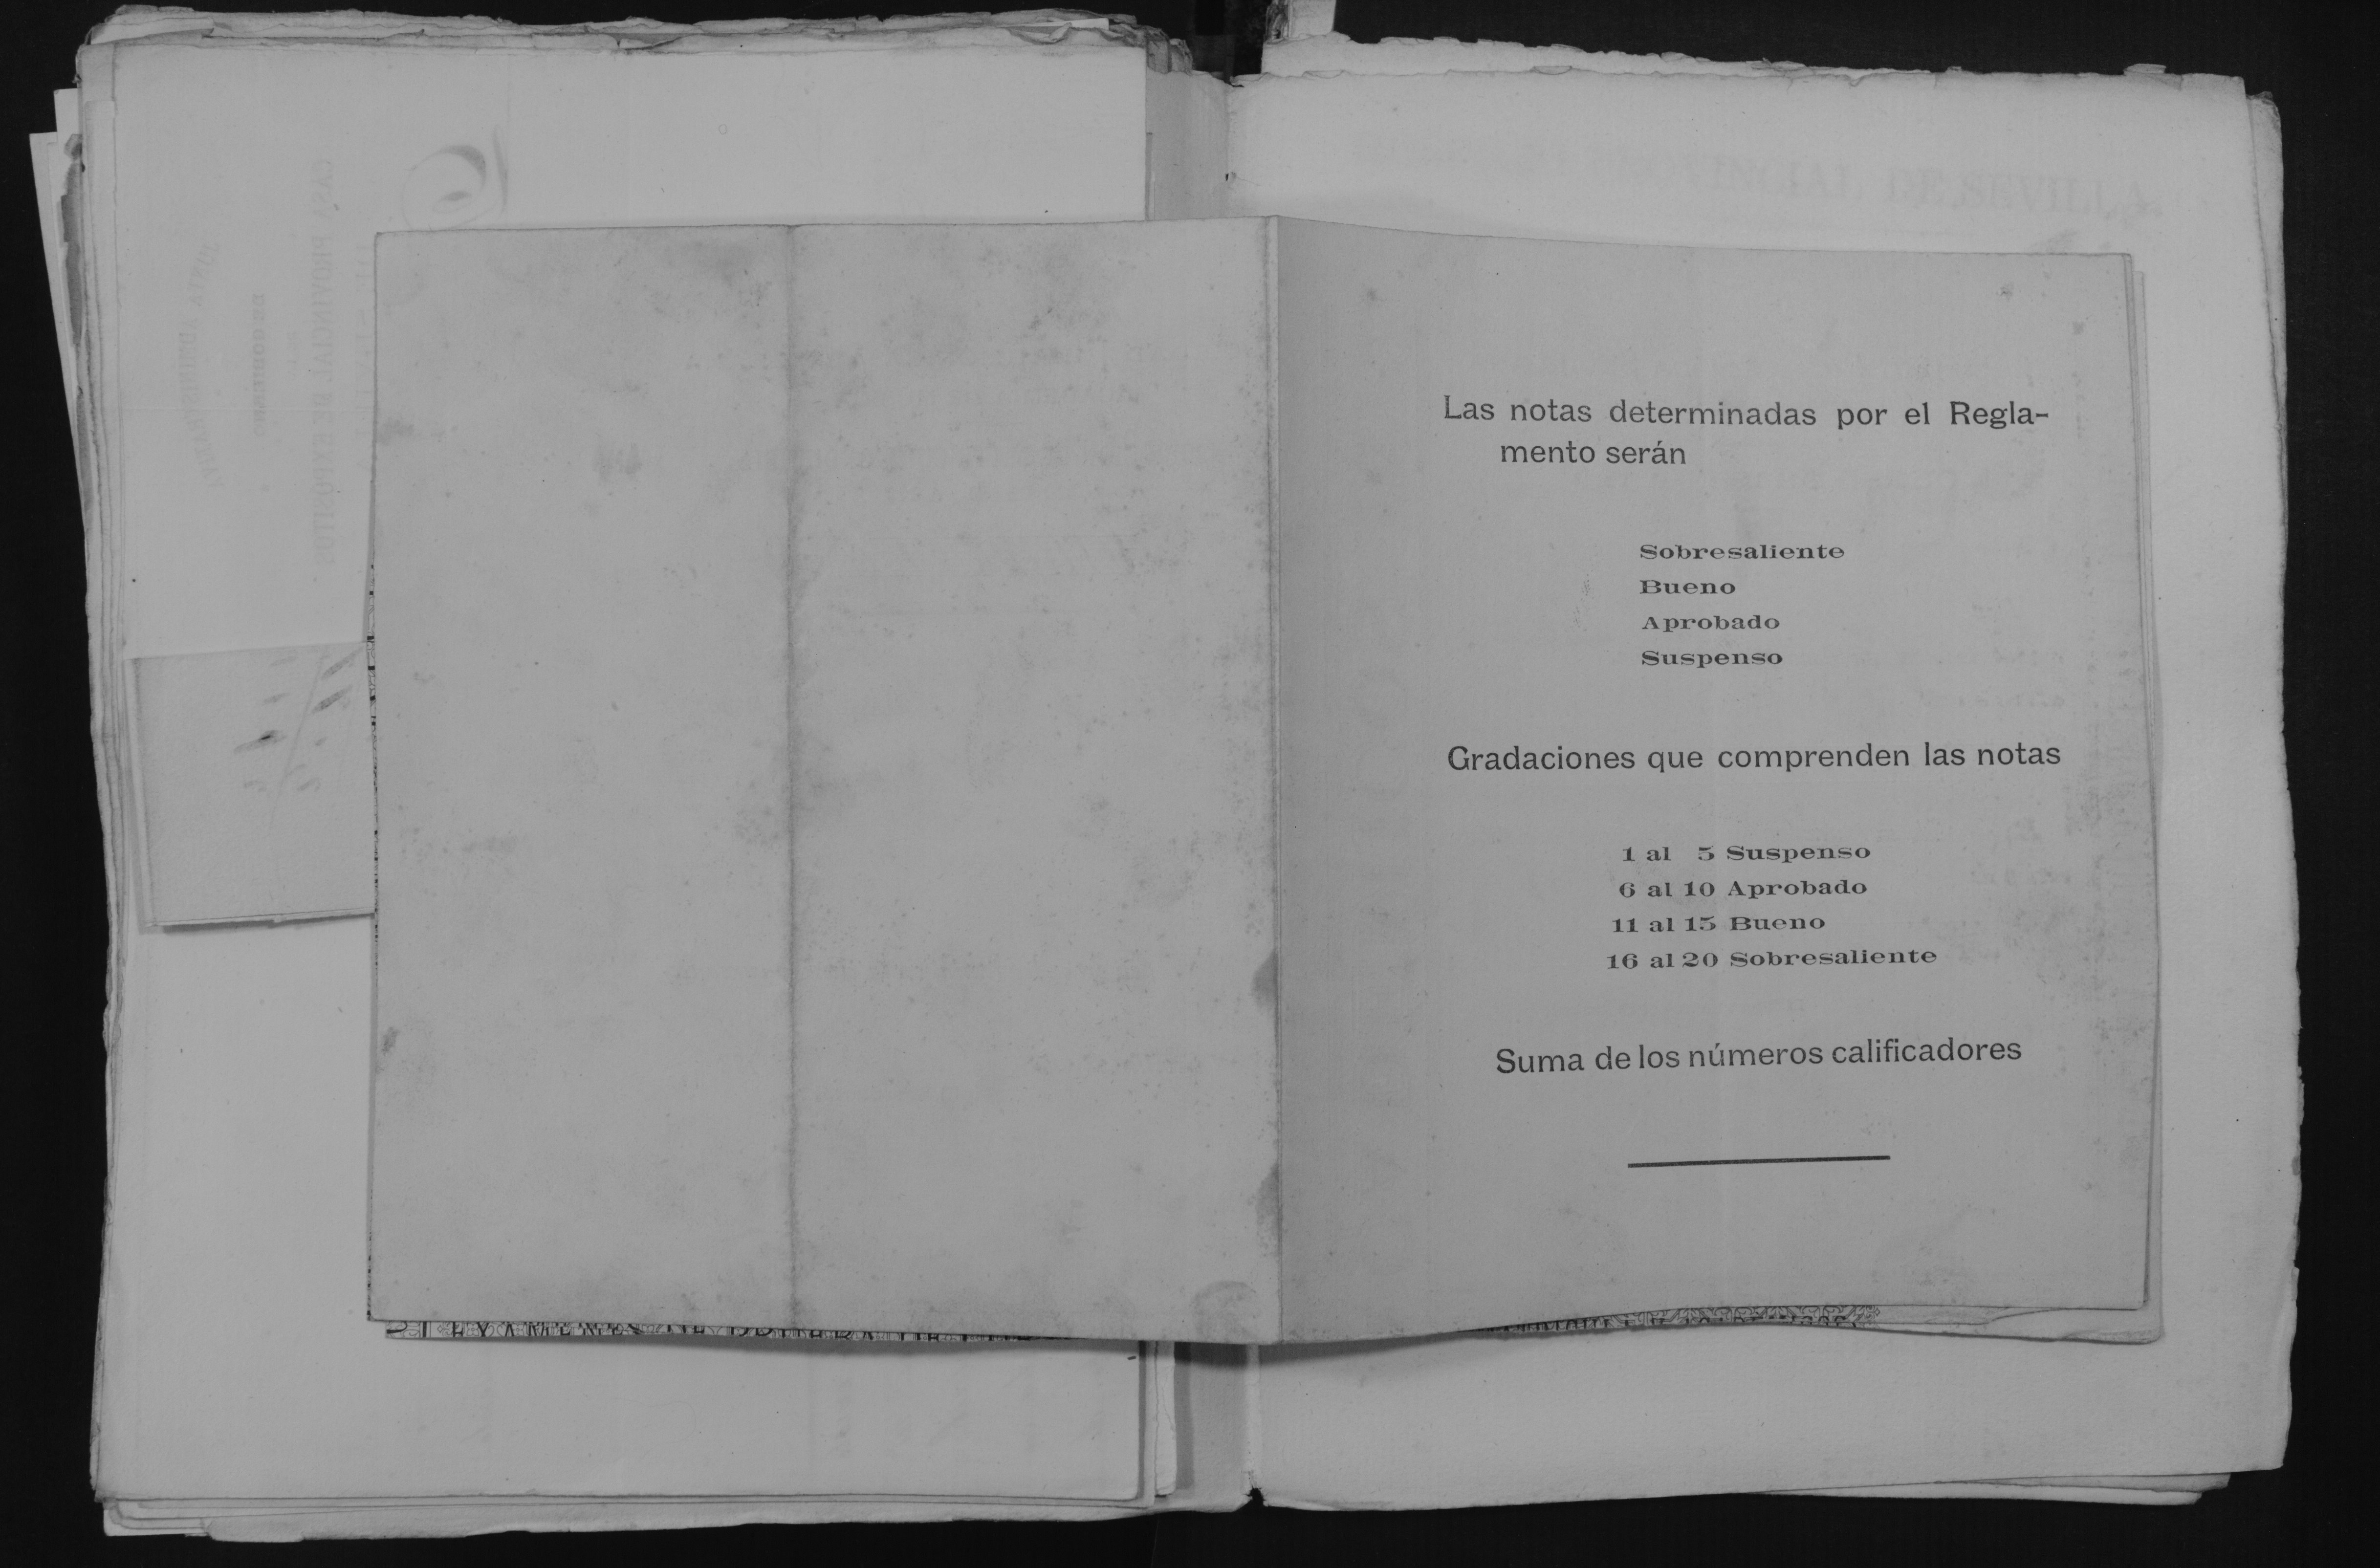 Las notas determinadas por el Regla-
mento serán
Sobresaliente
Bueno
Aprobado
Suspenso
Gradaciones que comprenden las notas
1 al 5 Suspenso
6 al 10 Aprobado
11 al 15 Bueno
16 al 20 Sobresaliente
Suma de los números calificadores